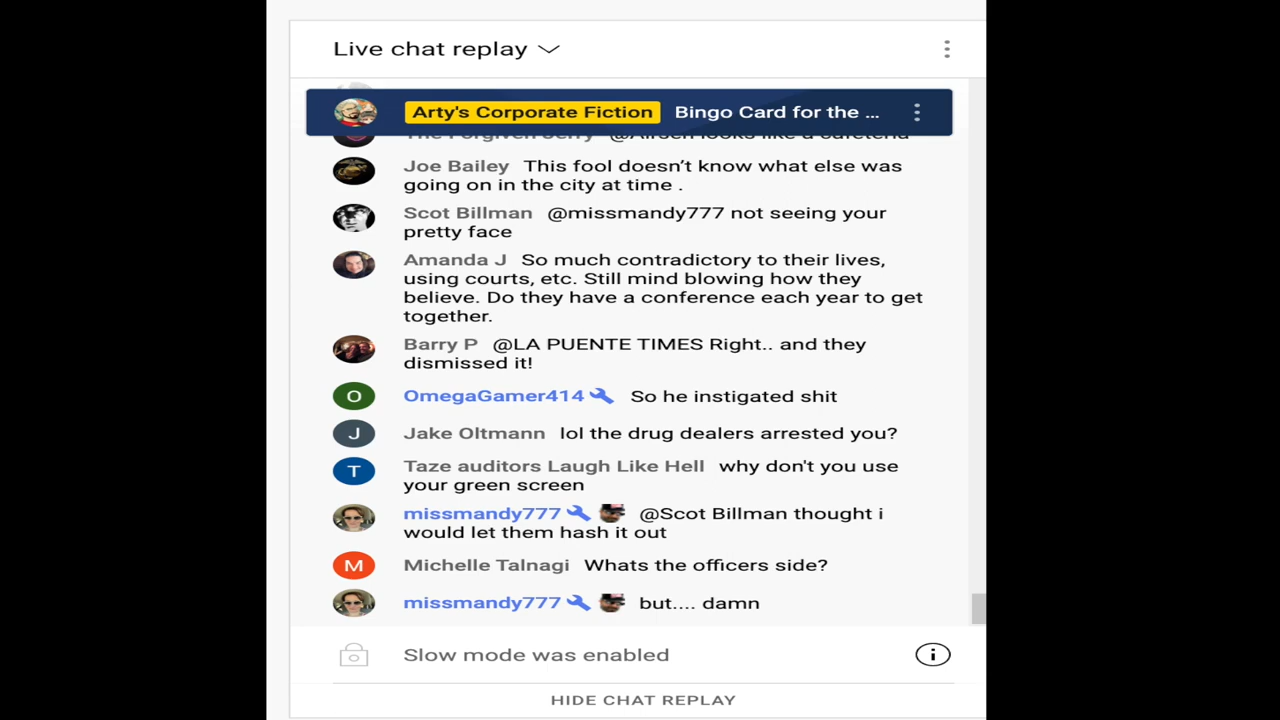 Live chat replay
Arty's Corporate Fiction Bingo Card for the ...
The Forgiven
Joe Bailey This fool doesn’t know what else was
going on in the city at time .
Scot Billman @missmandy777 not seeing your
pretty face
Amanda J So much contradictory to their lives,
using courts, etc. Still mind blowing how they
believe. Do they have a conference each year to get
together.
Barry P @LA PUENTE TIMES Right.. and they
dismissed it!
O OmegaGamer414 So he instigated shit
J Jake Oltmann lol the drug dealers arrested you?
T Taze auditors Laugh Like Hell why don't you use
your green screen
missmandy777 @Scot Billman thought i
would let them hash it out
M Michelle Talnagi Whats the officers side?
missmandy777 but.... damn
Slow mode was enabled
HIDE CHAT REPLAY